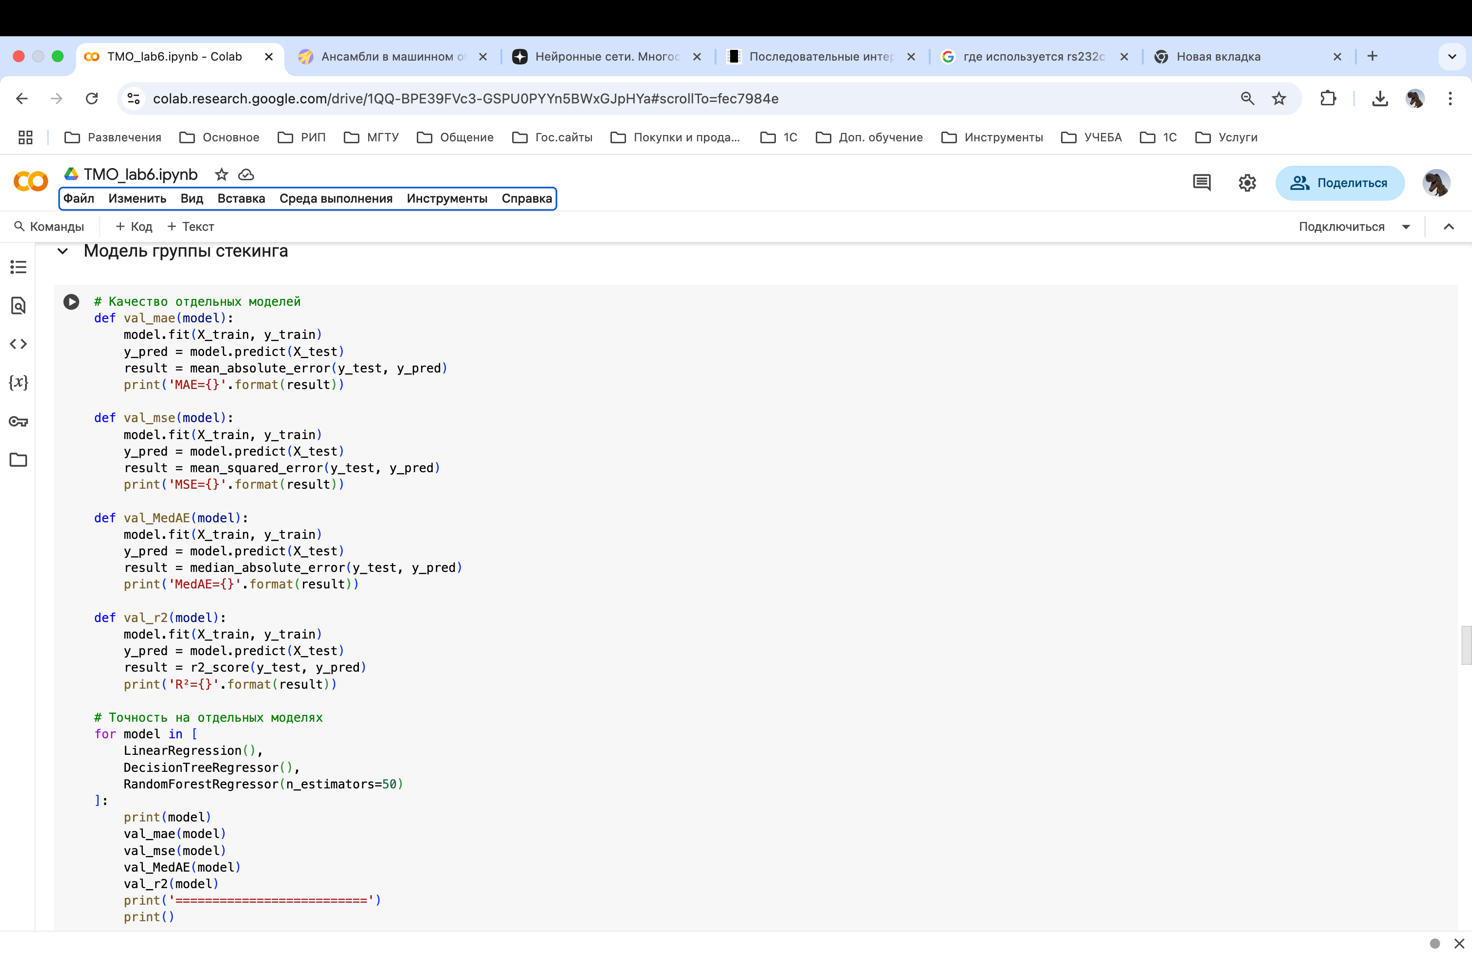 TMO_lab6.ipynb - Colab
Ансамбли в машинном о
Нейронные сети. Многос
Последовательные интер
где используется rs232c
Новая вкладка
colab.research.google.com/drive/1QQ-BPE39FVc3-GSPU0PYYn5BWxGJpHYa#scrollTo=fec7984e
Развлечения
Основное
РИП
МГТУ
Общение
Гос.сайты
Покупки и прода...
1С
Доп. обучение
Инструменты
УЧЕБА
1С
Услуги
TMO_lab6.ipynb
Файл Изменить Вид Вставка Среда выполнения Инструменты Справка
Поделиться
Команды + Код + Текст
Подключиться
Модель группы стекинга
# Качество отдельных моделей
def val_mae(model):
    model.fit(X_train, y_train)
    y_pred = model.predict(X_test)
    result = mean_absolute_error(y_test, y_pred)
    print('MAE={}'.format(result))
def val_mse(model):
    model.fit(X_train, y_train)
    y_pred = model.predict(X_test)
    result = mean_squared_error(y_test, y_pred)
    print('MSE={}'.format(result))
def val_MedAE(model):
    model.fit(X_train, y_train)
    y_pred = model.predict(X_test)
    result = median_absolute_error(y_test, y_pred)
    print('MedAE={}'.format(result))
def val_r2(model):
    model.fit(X_train, y_train)
    y_pred = model.predict(X_test)
    result = r2_score(y_test, y_pred)
    print('R²={}'.format(result))
# Точность на отдельных моделях
for model in [
    LinearRegression(),
    DecisionTreeRegressor(),
    RandomForestRegressor(n_estimators=50)
]:
    print(model)
    val_mae(model)
    val_mse(model)
    val_MedAE(model)
    val_r2(model)
    print('==========================')
    print()